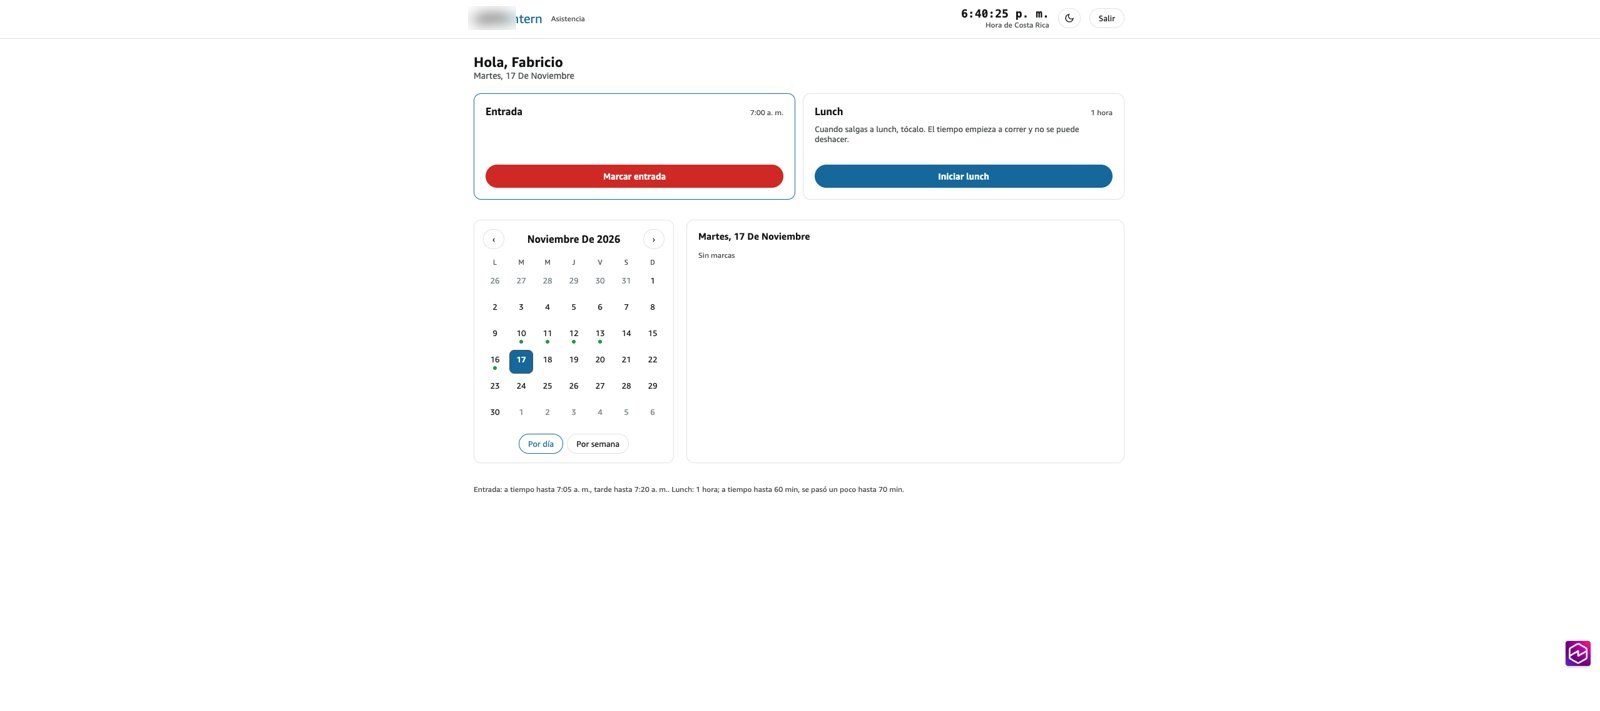 Asistencia
6:40:25 p. m.
Hora de Costa Rica
Salir
Hola, Fabricio
Martes, 17 De Noviembre
Entrada
7:00 a. m.
Marcar entrada
Lunch
1 hora
Cuando salgas a lunch, tócalo. El tiempo empieza a correr y no se puede
deshacer.
Iniciar lunch
‹ Noviembre De 2026 ›
L M M J V S D
26 27 28 29 30 31 1
2 3 4 5 6 7 8
9 10 11 12 13 14 15
16 17 18 19 20 21 22
23 24 25 26 27 28 29
30 1 2 3 4 5 6
Por día Por semana
Martes, 17 De Noviembre
Sin marcas
Entrada: a tiempo hasta 7:05 a. m., tarde hasta 7:20 a. m.. Lunch: 1 hora; a tiempo hasta 60 min, se pasó un poco hasta 70 min.